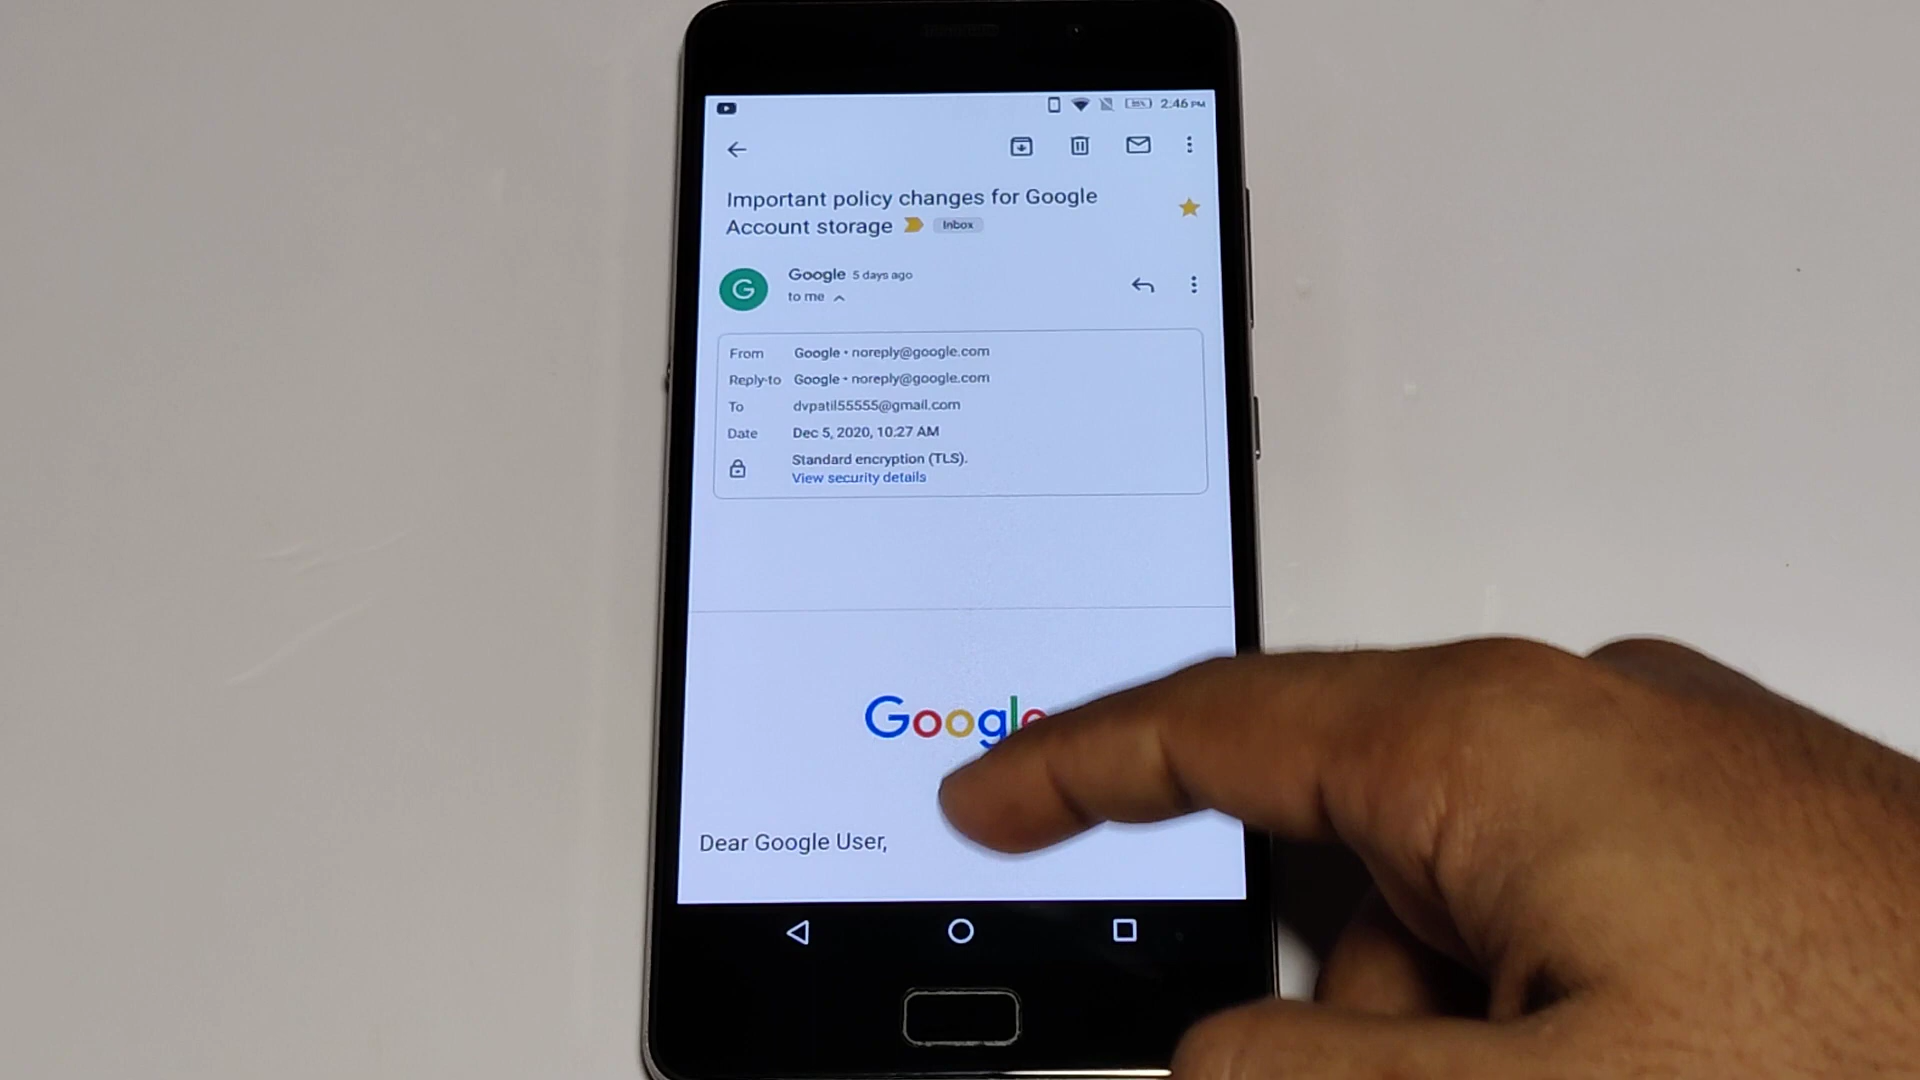 85%
2:46 PM
Important policy changes for Google
Account storage
Inbox
G
Google 5 days ago
to me
From Google • noreply@google.com
Reply-to Google • noreply@google.com
To dvpatil55555@gmail.com
Date Dec 5, 2020, 10:27 AM
Standard encryption (TLS).
View security details
Google
Dear Google User,